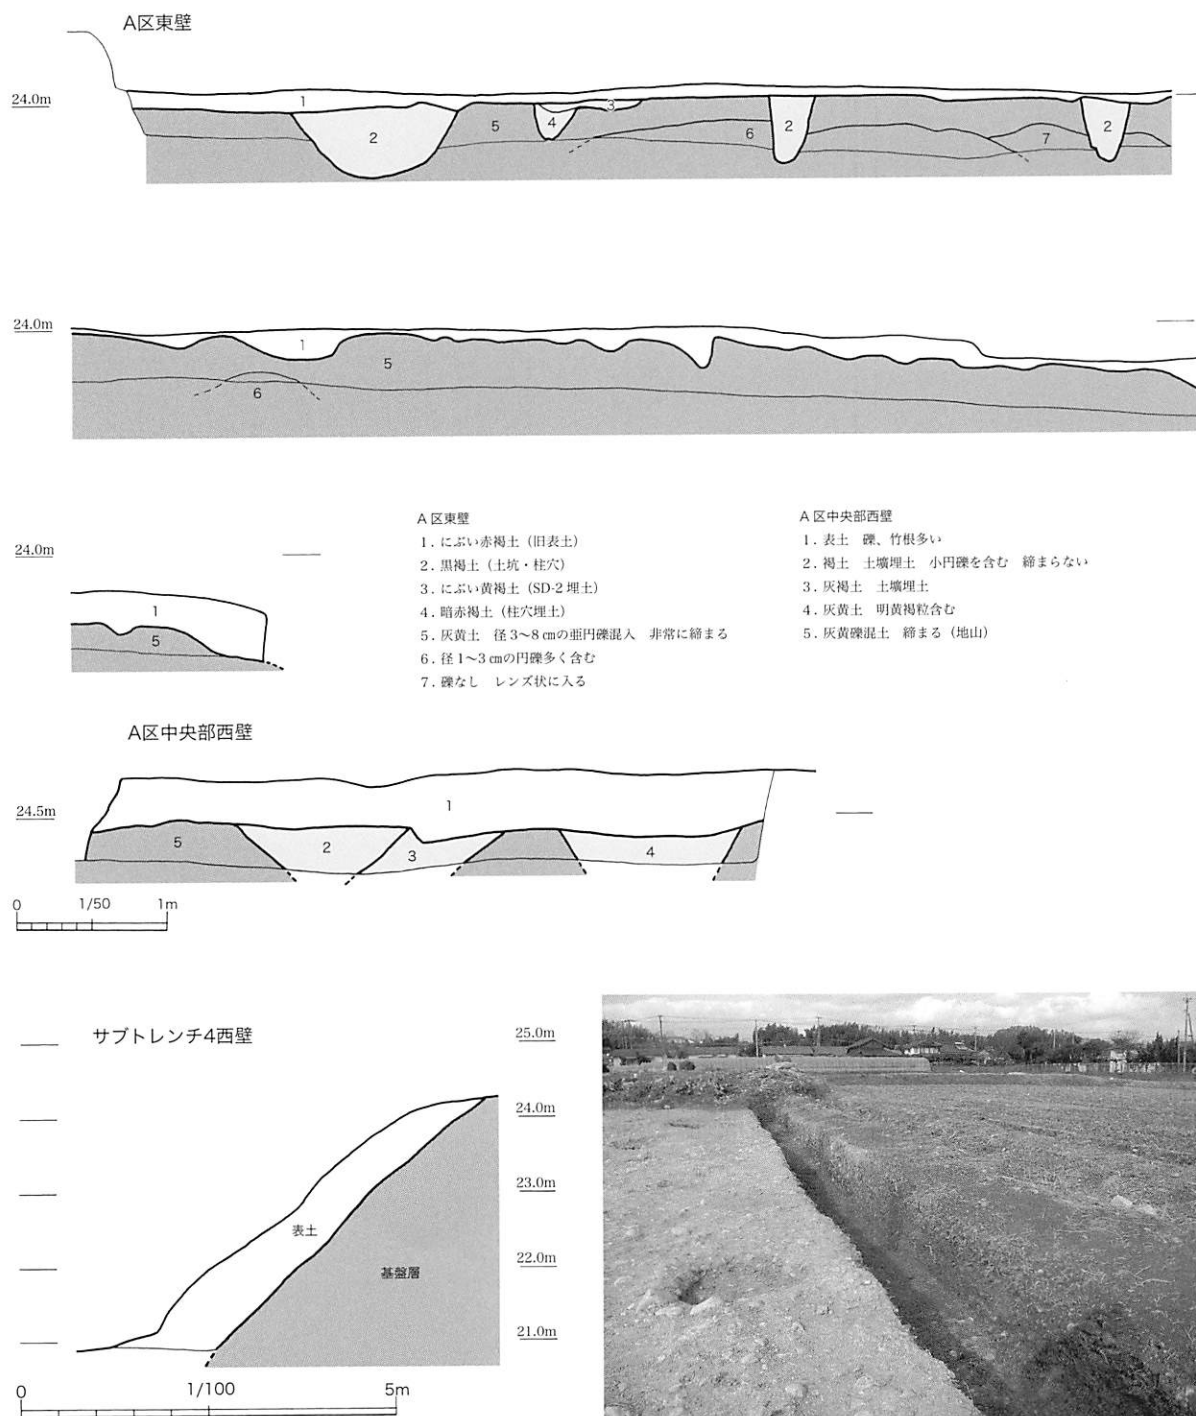 A区東壁
24.0m
1
3
2
5
4
6
2
7
2
24.0m
1
5
6
24.0m
1
5
A 区東壁
1. にぶい赤褐土(旧表土)
2. 黒褐土(土坑・柱穴)
3. にぶい黄褐土(SD-2 埋土)
4. 暗赤褐土(柱穴埋土)
5. 灰黄土 径 3〜8 ㎝の亜円礫混入 非常に締まる
6. 径 1〜3 ㎝の円礫多く含む
7. 礫なし レンズ状に入る
A 区中央部西壁
1. 表土 礫、竹根多い
2. 褐土 土壙埋土 小円礫を含む 締まらない
3. 灰褐土 土壙埋土
4. 灰黄土 明黄褐粒含む
5. 灰黄礫混土 締まる(地山)
A区中央部西壁
24.5m
1
5
2
3
4
0 1/50 1m
サブトレンチ4西壁
25.0m
24.0m
23.0m
22.0m
21.0m
表土
基盤層
0 1/100 5m